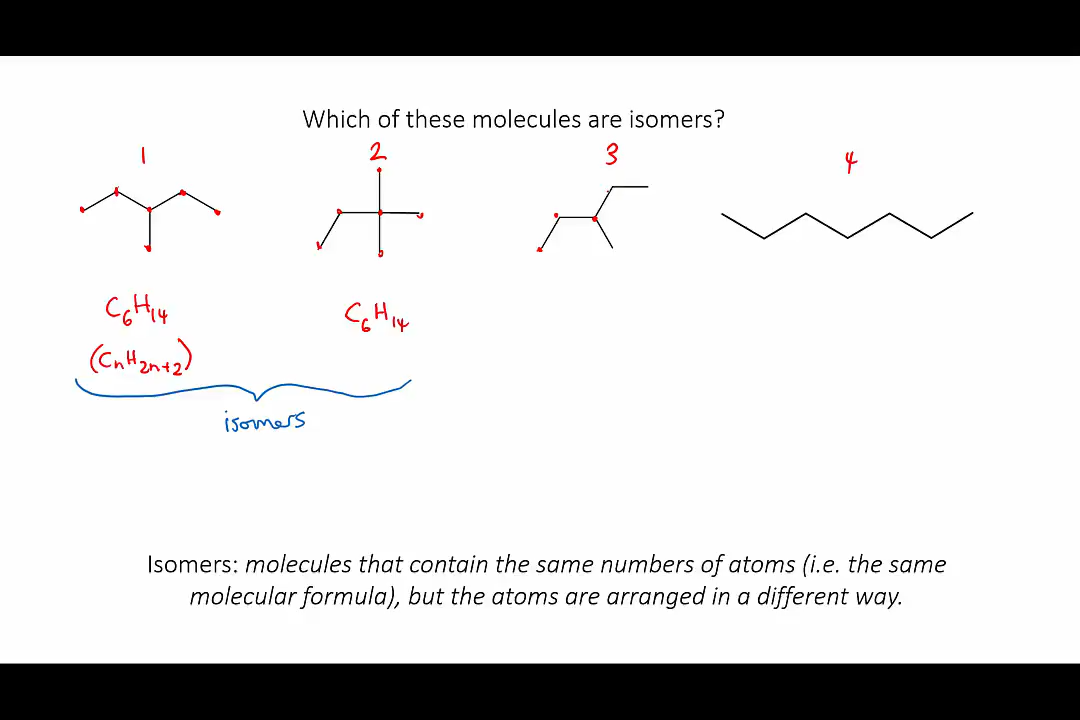 Which of these molecules are isomers?
1 2 3 4
C6H14 C6H14
(CnH2n+2)
isomers
Isomers: molecules that contain the same numbers of atoms (i.e. the same
molecular formula), but the atoms are arranged in a different way.